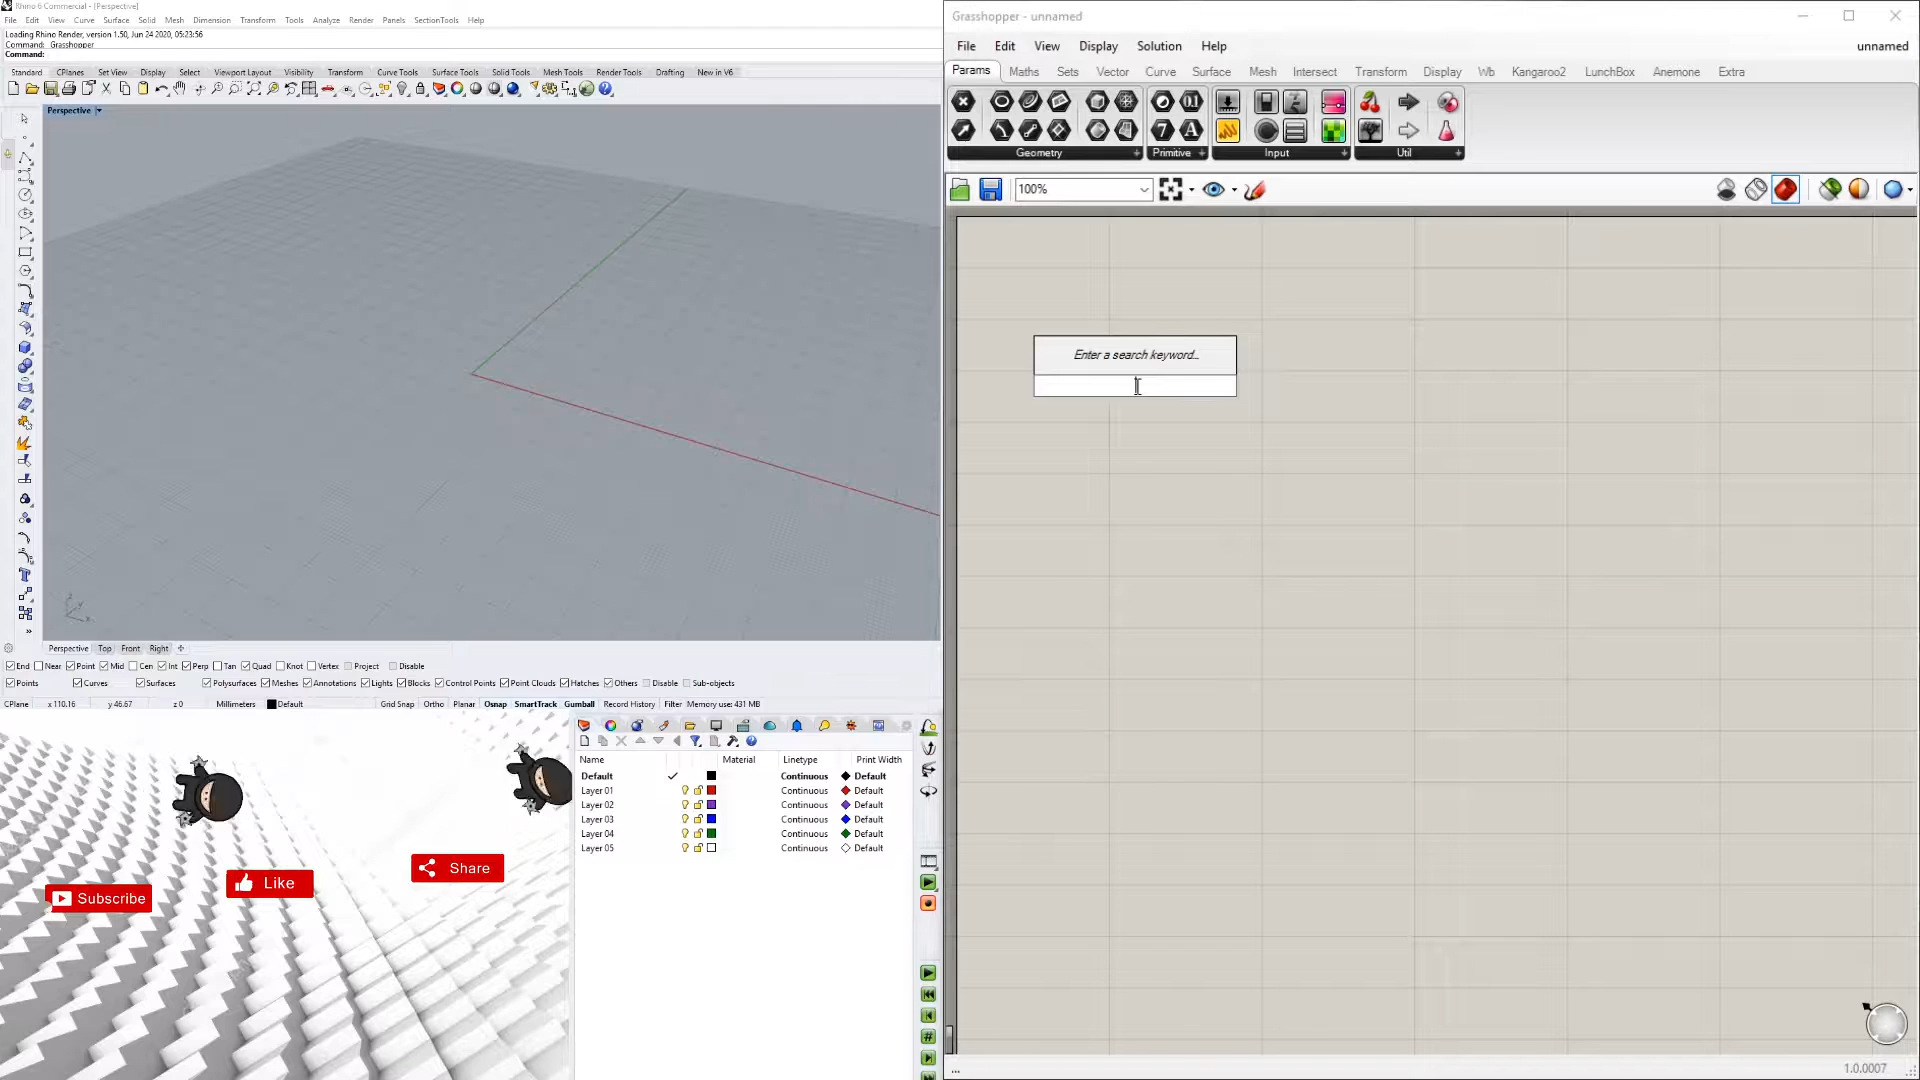 Rhino 6 Commercial - [Perspective]
File Edit View Curve Surface Solid Mesh Dimension Transform Tools Analyze Render Panels SectionTools Help
Loading Rhino Render, version 1.50, Jun 24 2020, 05:23:56
Command: Grasshopper
Command:
Standard CPlanes Set View Display Select Viewport Layout Visibility Transform Curve Tools Surface Tools Solid Tools Mesh Tools Render Tools Drafting New in V6
Perspective
Perspective Top Front Right
End Near Point Mid Cen Int Perp Tan Quad Knot Vertex Project Disable
Points Curves Surfaces Polysurfaces Meshes Annotations Lights Blocks Control Points Point Clouds Hatches Others Disable Sub-objects
CPlane x 110.16 y 46.67 z 0 Millimeters Default Grid Snap Ortho Planar Osnap SmartTrack Gumball Record History Filter Memory use: 431 MB
Subscribe
Like
Share
Name Material Linetype Print Width
Default Continuous Default
Layer 01 Continuous Default
Layer 02 Continuous Default
Layer 03 Continuous Default
Layer 04 Continuous Default
Layer 05 Continuous Default
Grasshopper - unnamed
File Edit View Display Solution Help unnamed
Params Maths Sets Vector Curve Surface Mesh Intersect Transform Display Wb Kangaroo2 LunchBox Anemone Extra
Geometry Primitive Input Util
100%
Enter a search keyword...
... 1.0.0007